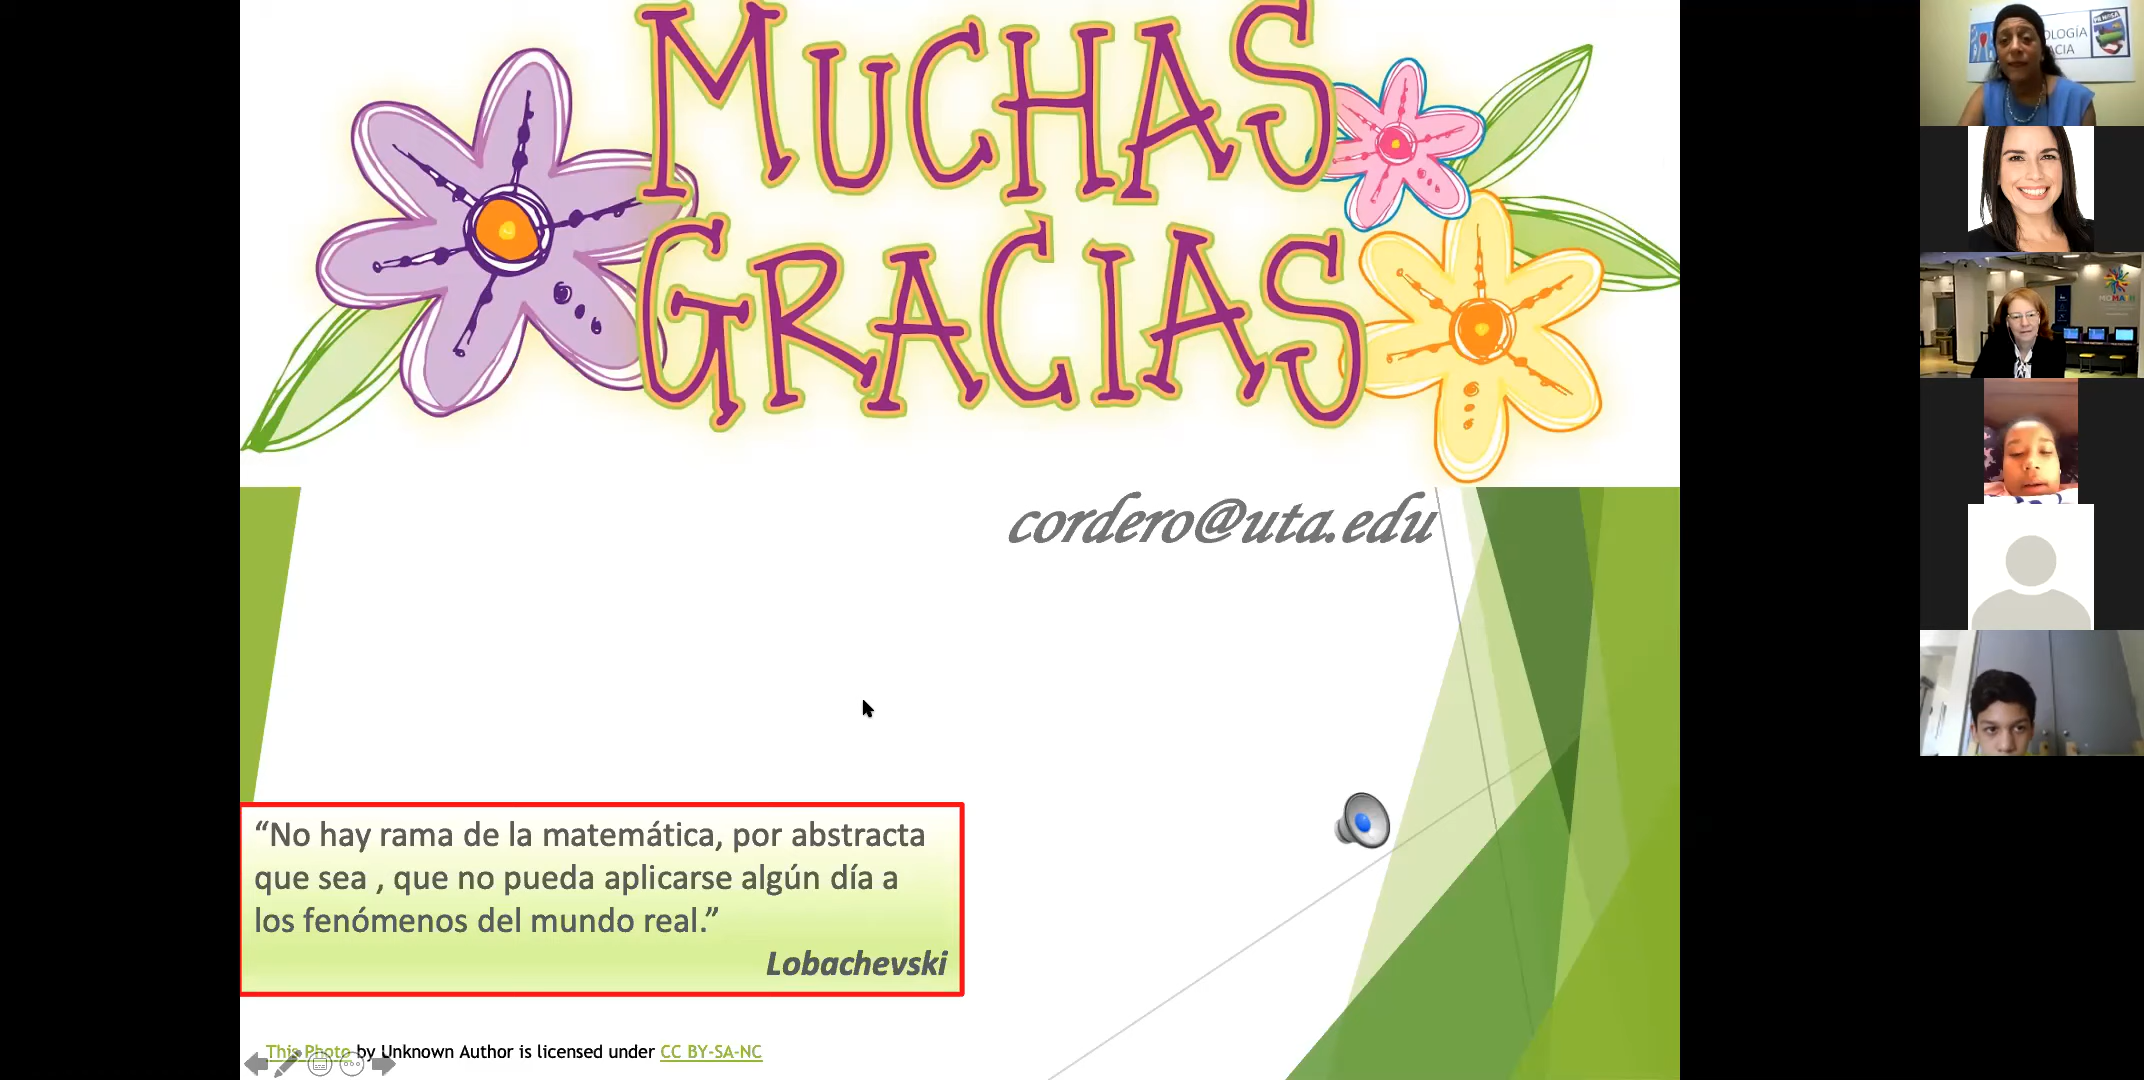 MUCHAS
GRACIAS
cordero@uta.edu
“No hay rama de la matemática, por abstracta
que sea , que no pueda aplicarse algún día a
los fenómenos del mundo real.”
Lobachevski
This Photo by Unknown Author is licensed under CC BY-SA-NC